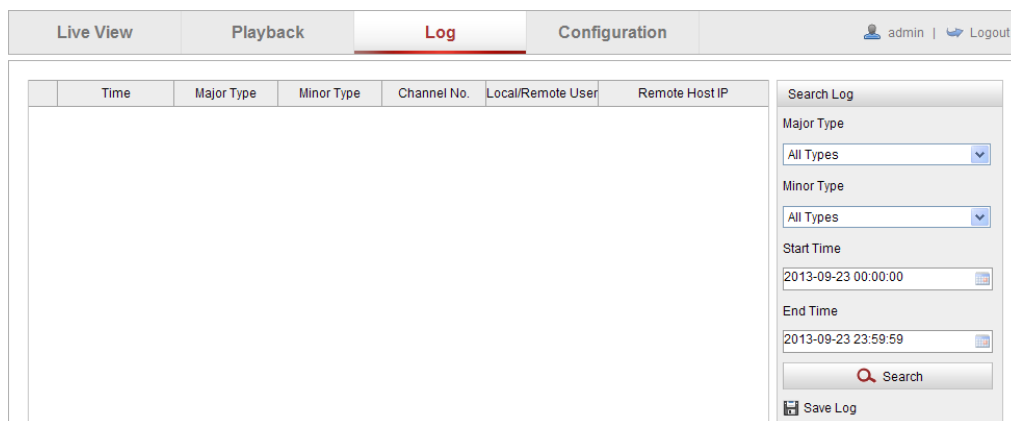 Live View Playback Log Configuration admin | Logout
Time Major Type Minor Type Channel No. Local/Remote User Remote Host IP
Search Log
Major Type
All Types
Minor Type
All Types
Start Time
2013-09-23 00:00:00
End Time
2013-09-23 23:59:59
Search
Save Log